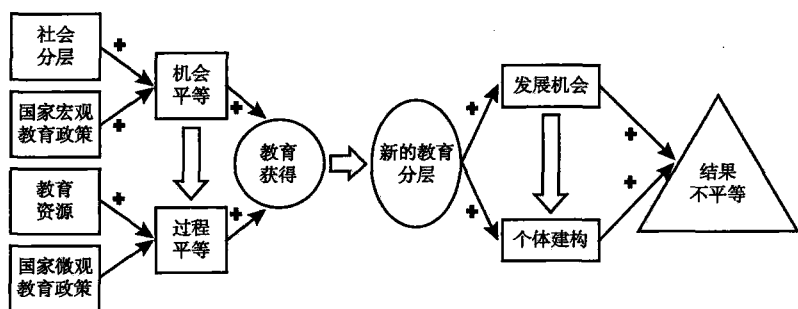 社会
分层
国家宏观
教育政策
教育
资源
国家微观
教育政策
机会
平等
过程
平等
教育
获得
新的教育
分层
发展机会
个体建构
结果
不平等
+
+
+
+
+
+
+
+
+